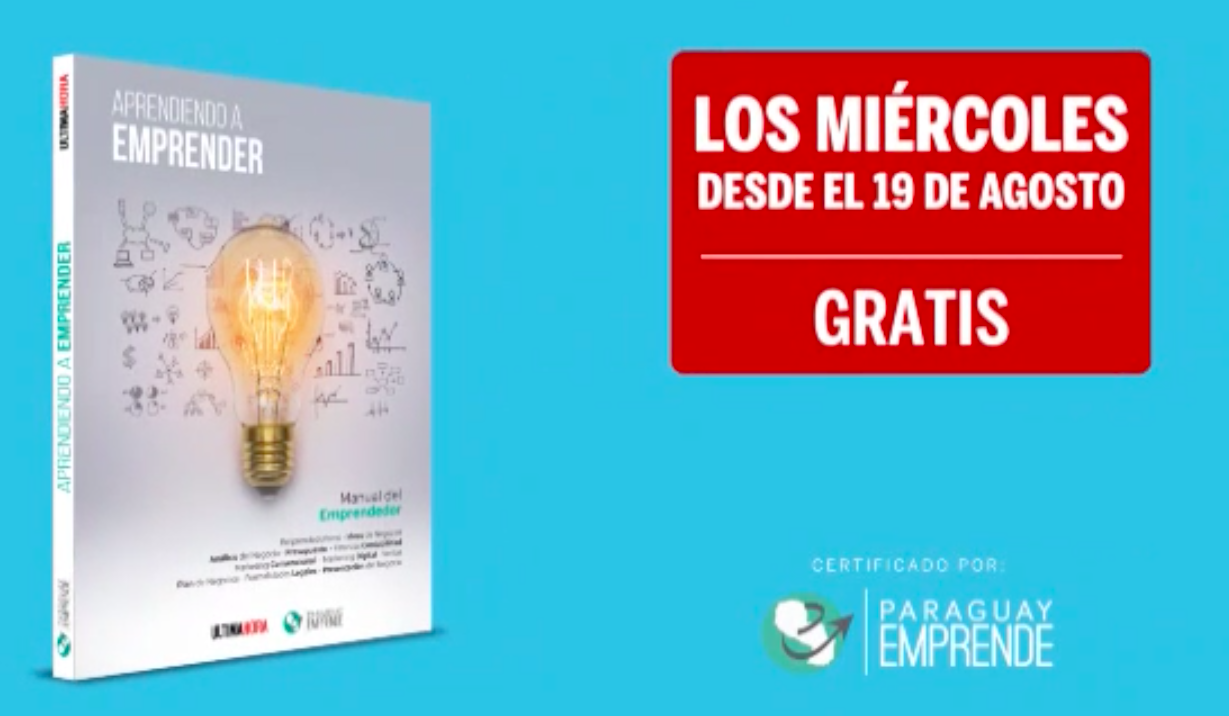 ULTIMAHORA
APRENDIENDO A EMPRENDER
APRENDIENDO A
EMPRENDER
Manual del
Emprendedor
ULTIMAHORA
EMPRENDE
LOS MIÉRCOLES
DESDE EL 19 DE AGOSTO
GRATIS
CERTIFICADO POR:
PARAGUAY
EMPRENDE